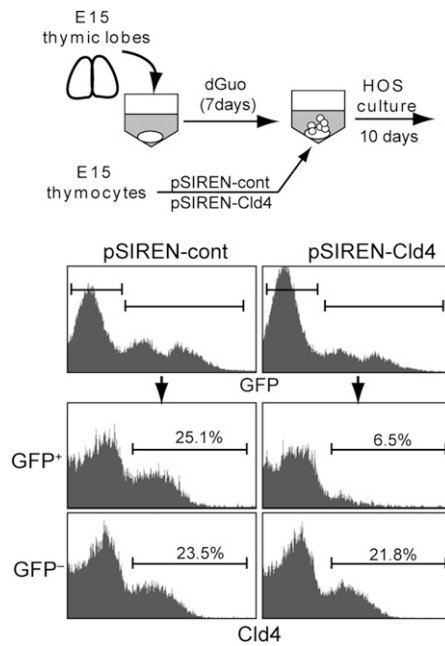 E15
thymic lobes
dGuo
(7days)
HOS
culture
10 days
E15
thymocytes
pSIREN-cont
pSIREN-Cld4
pSIREN-cont
pSIREN-Cld4
GFP
GFP⁺
25.1%
6.5%
GFP⁻
23.5%
21.8%
Cld4